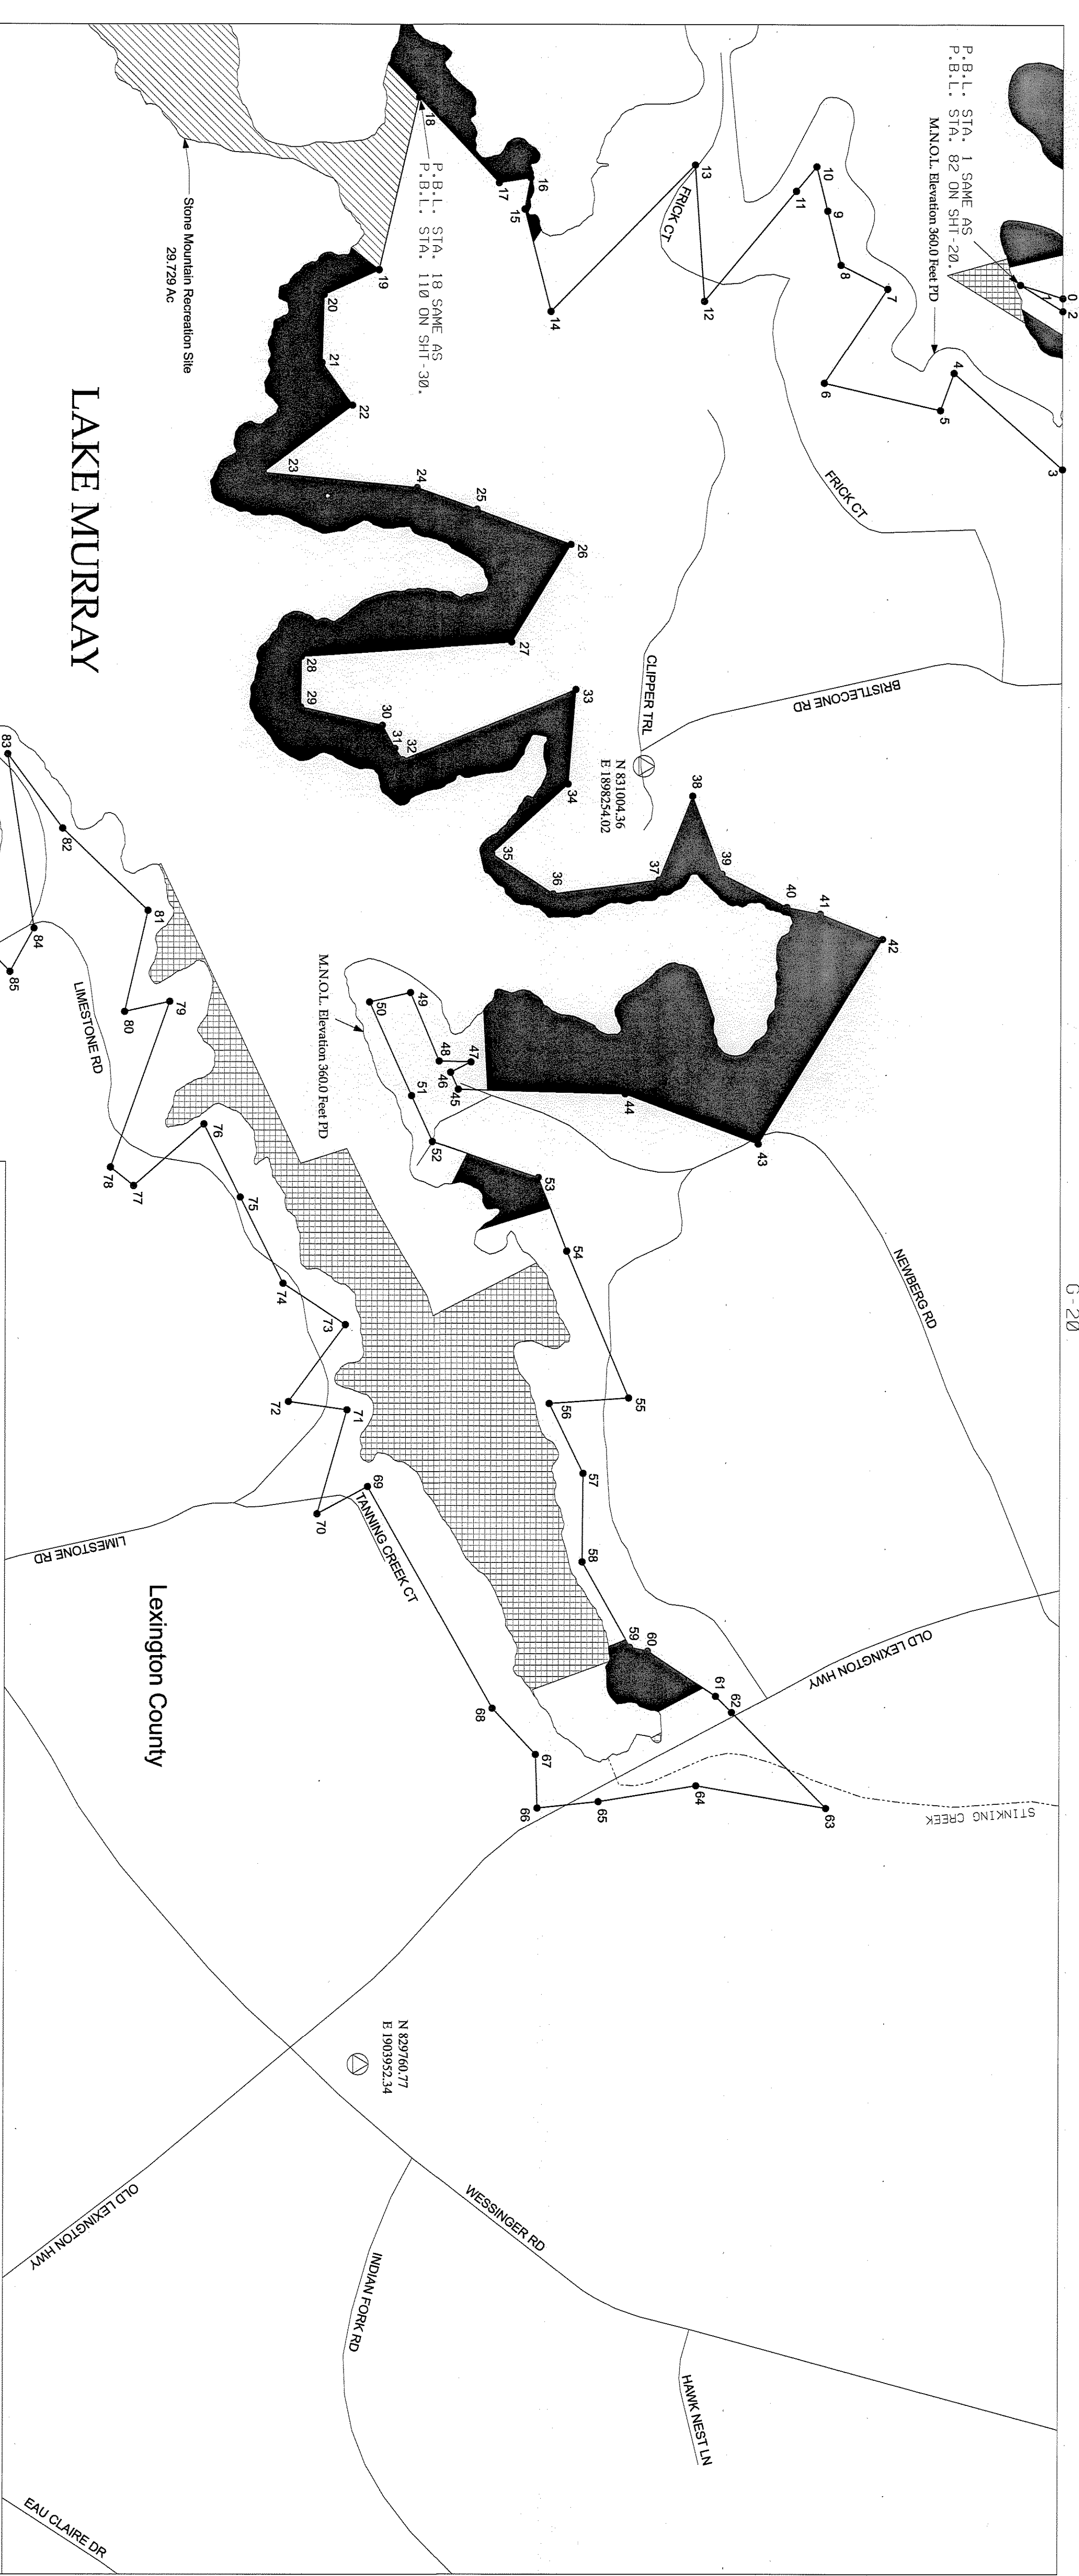 G-20
P.B.L. STA. 1 SAME AS
P.B.L. STA. 82 ON SHT-20.
M.N.O.L. Elevation 360.0 Feet PD
0
1
2
3
4
5
6
7
8
9
10
11
12
13
FRICK CT
FRICK CT
14
15
16
17
18
P.B.L. STA. 18 SAME AS
P.B.L. STA. 110 ON SHT-30.
Stone Mountain Recreation Site
29.729 Ac
19
20
21
22
23
24
25
26
27
28
29
30
31
32
33
34
35
36
37
38
39
40
41
42
43
44
45
46
47
48
49
50
51
52
53
54
55
56
57
58
59
60
61
62
63
64
65
66
67
68
69
70
71
72
73
74
75
76
77
78
79
80
81
82
83
84
85
BRISTLECONE RD
CLIPPER TRL
N 831004.36
E 1898254.02
LAKE MURRAY
M.N.O.L. Elevation 360.0 Feet PD
NEWBERG RD
LIMESTONE RD
LIMESTONE RD
TANNING CREEK CT
Lexington County
OLD LEXINGTON HWY
STINKING CREEK
N 829760.77
E 1903952.34
OLD LEXINGTON HWY
WESSINGER RD
INDIAN FORK RD
HAWK NEST LN
EAU CLAIRE DR